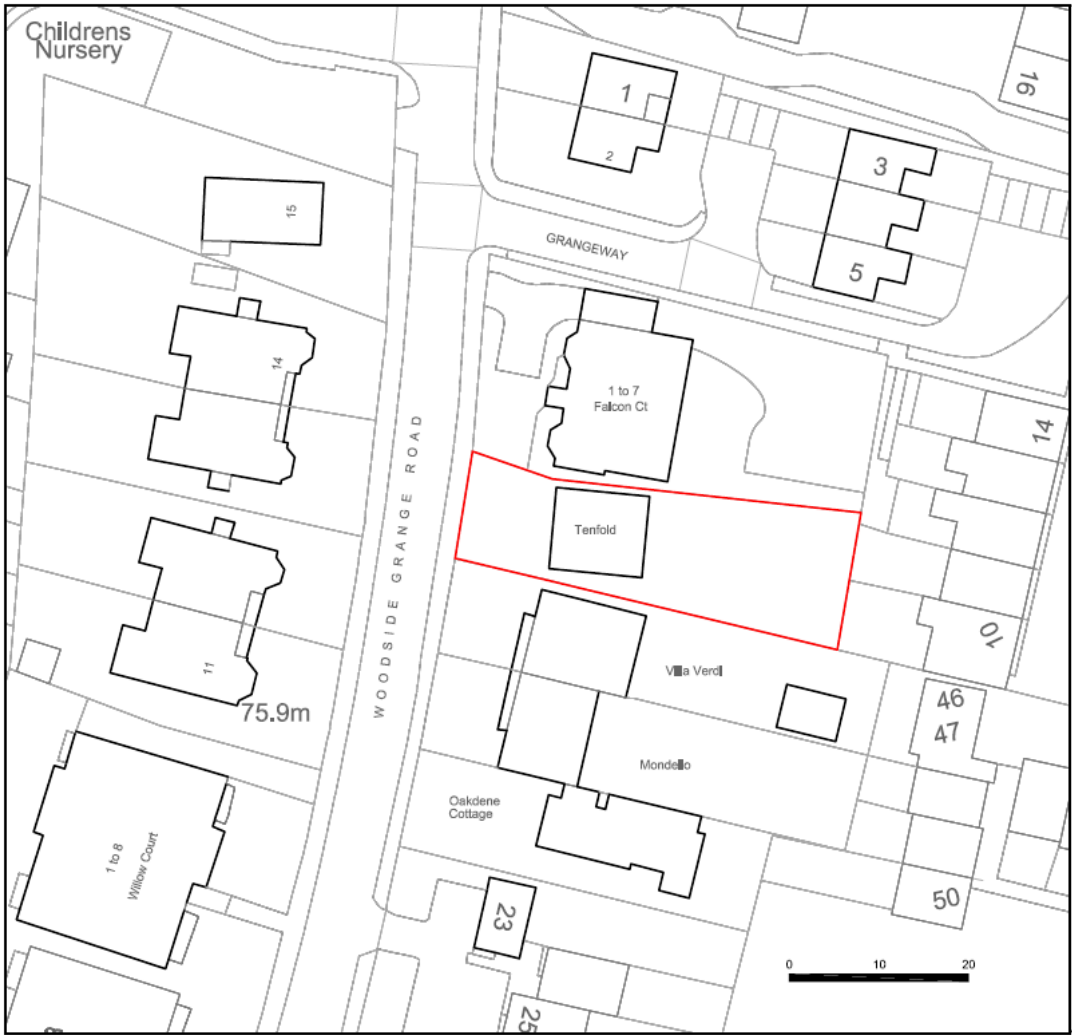 Childrens
Nursery
16
1
2
3
5
15
GRANGEWAY
14
1 to 7
Falcon Ct
14
WOODSIDE GRANGE ROAD
Tenfold
10
11
75.9m
Villa Verdi
46
47
Mondello
Oakdene
Cottage
1 to 8
Willow Court
23
50
25
0 10 20